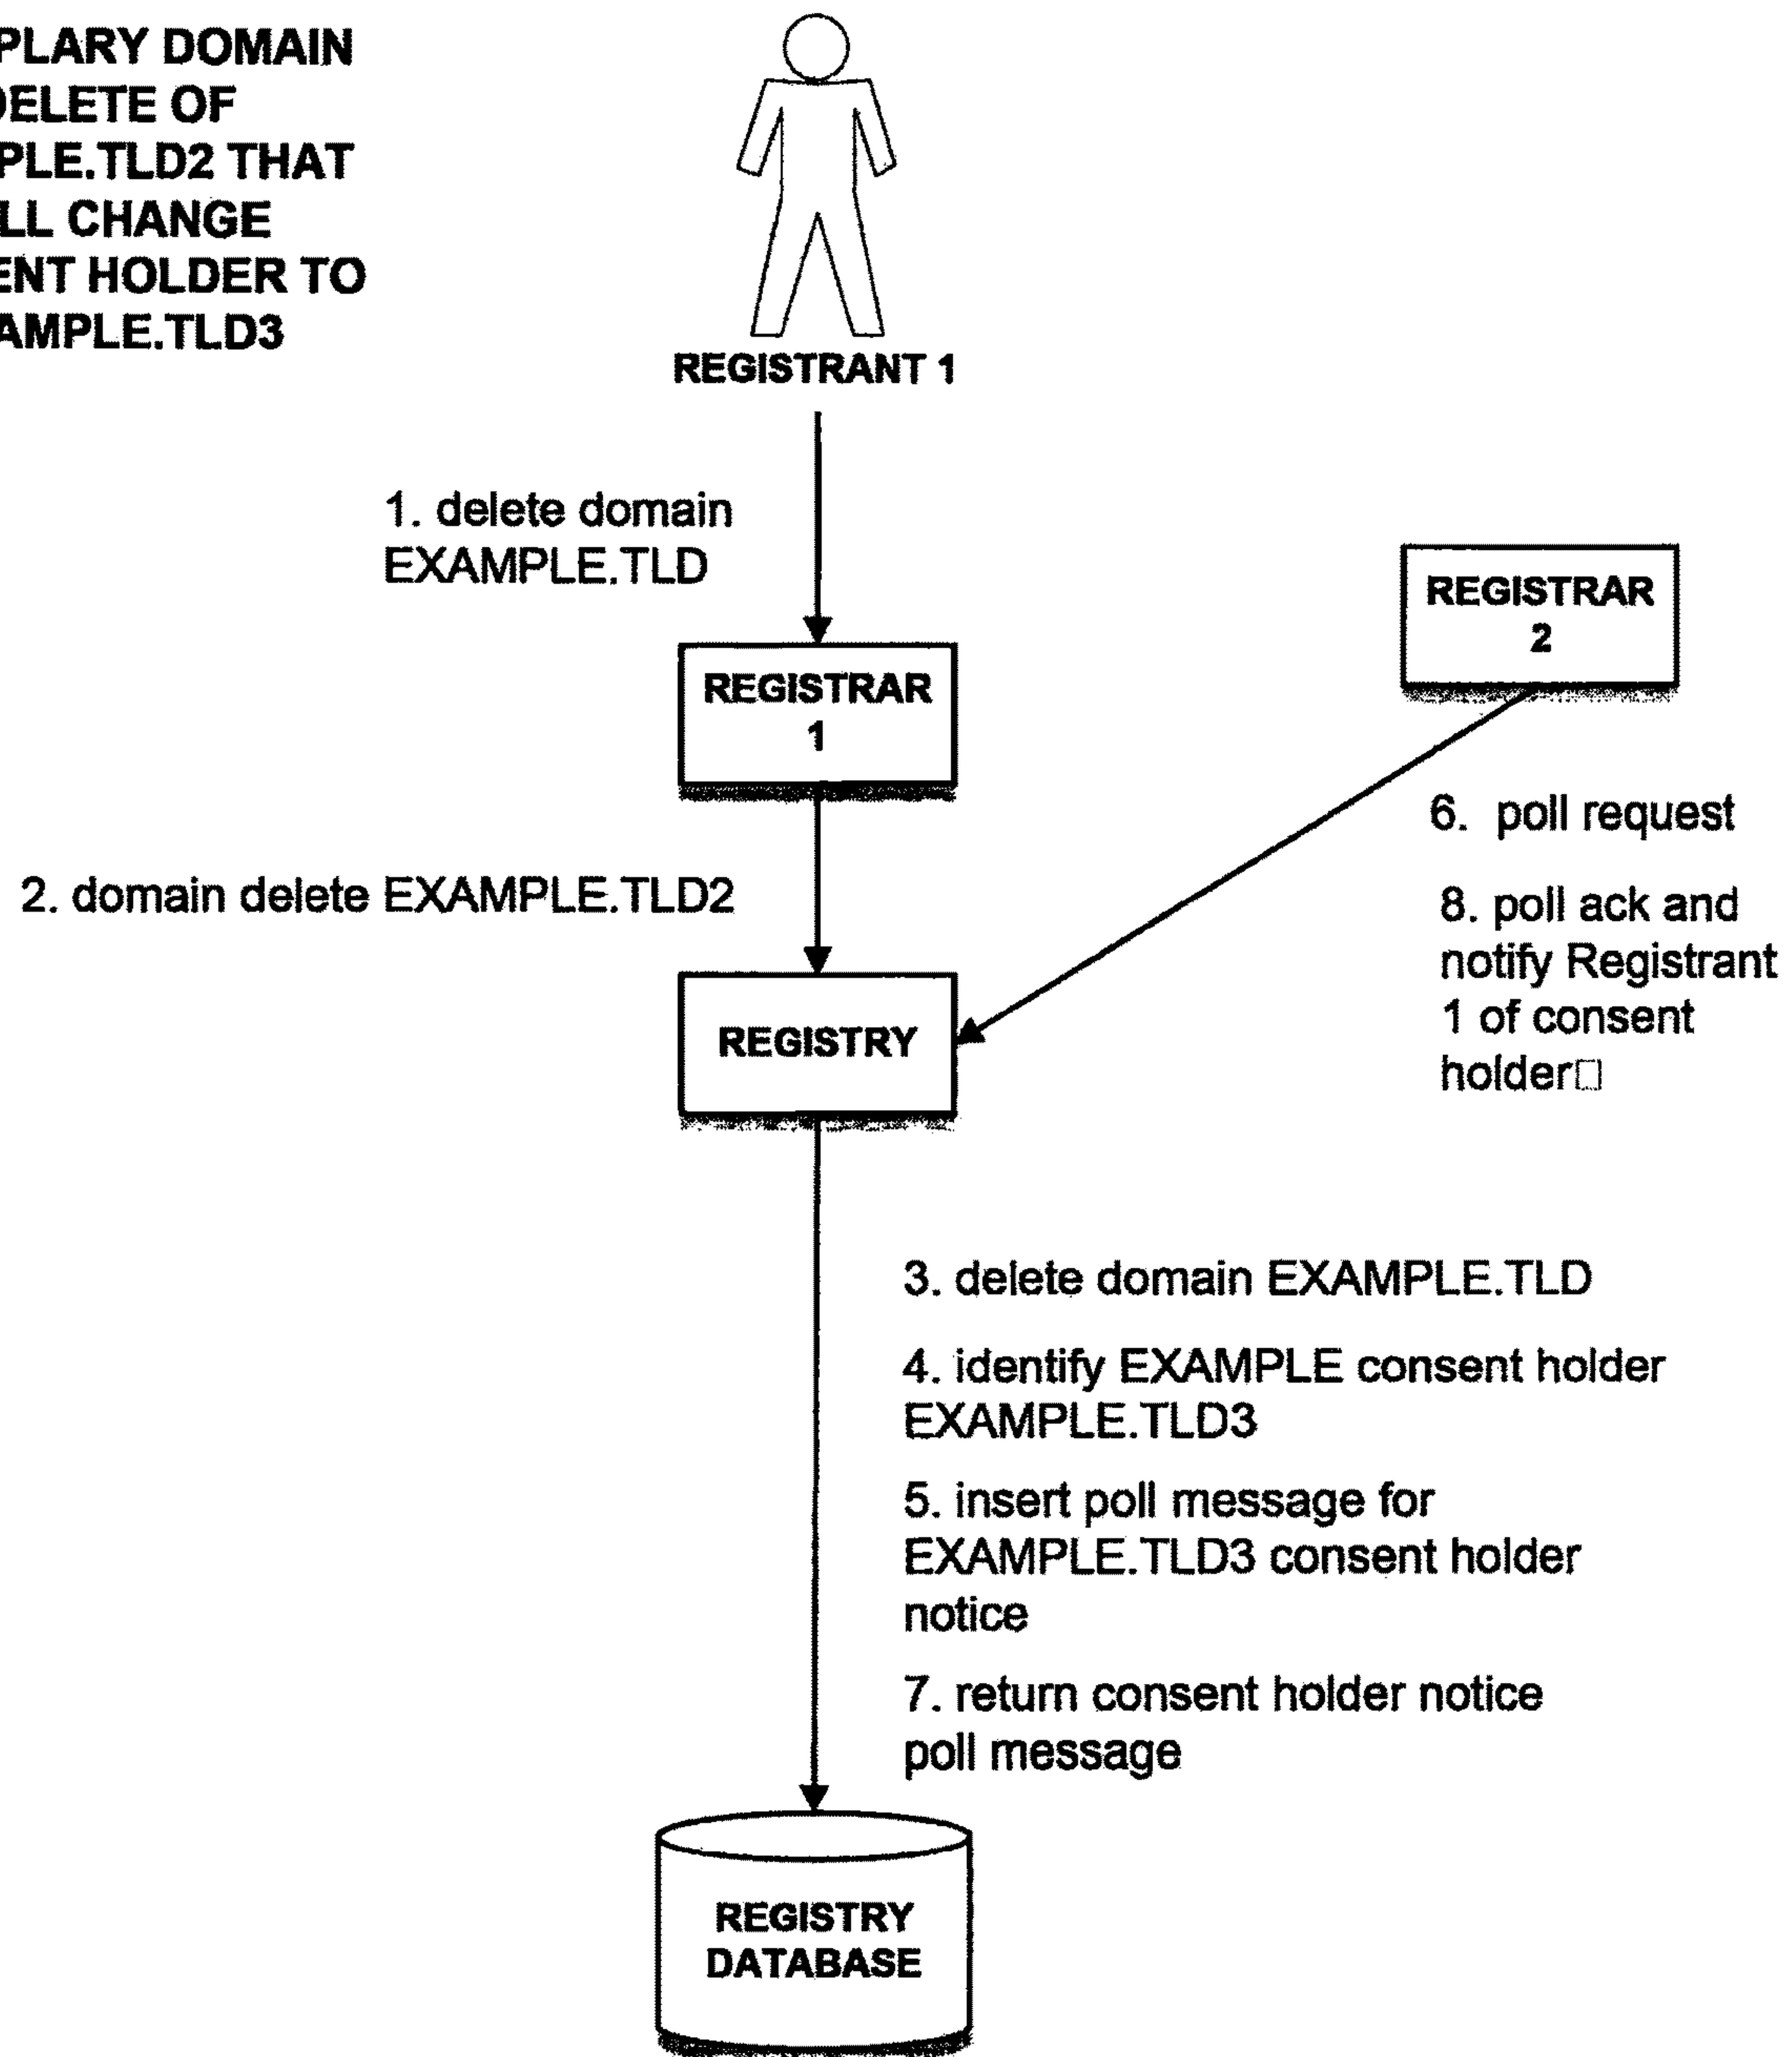 PLARY DOMAIN
DELETE OF
PLE.TLD2 THAT
LL CHANGE
ENT HOLDER TO
AMPLE.TLD3
REGISTRANT 1
1. delete domain
EXAMPLE.TLD
REGISTRAR
1
REGISTRAR
2
2. domain delete EXAMPLE.TLD2
6. poll request
8. poll ack and
notify Registrant
1 of consent
holder□
REGISTRY
3. delete domain EXAMPLE.TLD
4. identify EXAMPLE consent holder
EXAMPLE.TLD3
5. insert poll message for
EXAMPLE.TLD3 consent holder
notice
7. return consent holder notice
poll message
REGISTRY
DATABASE